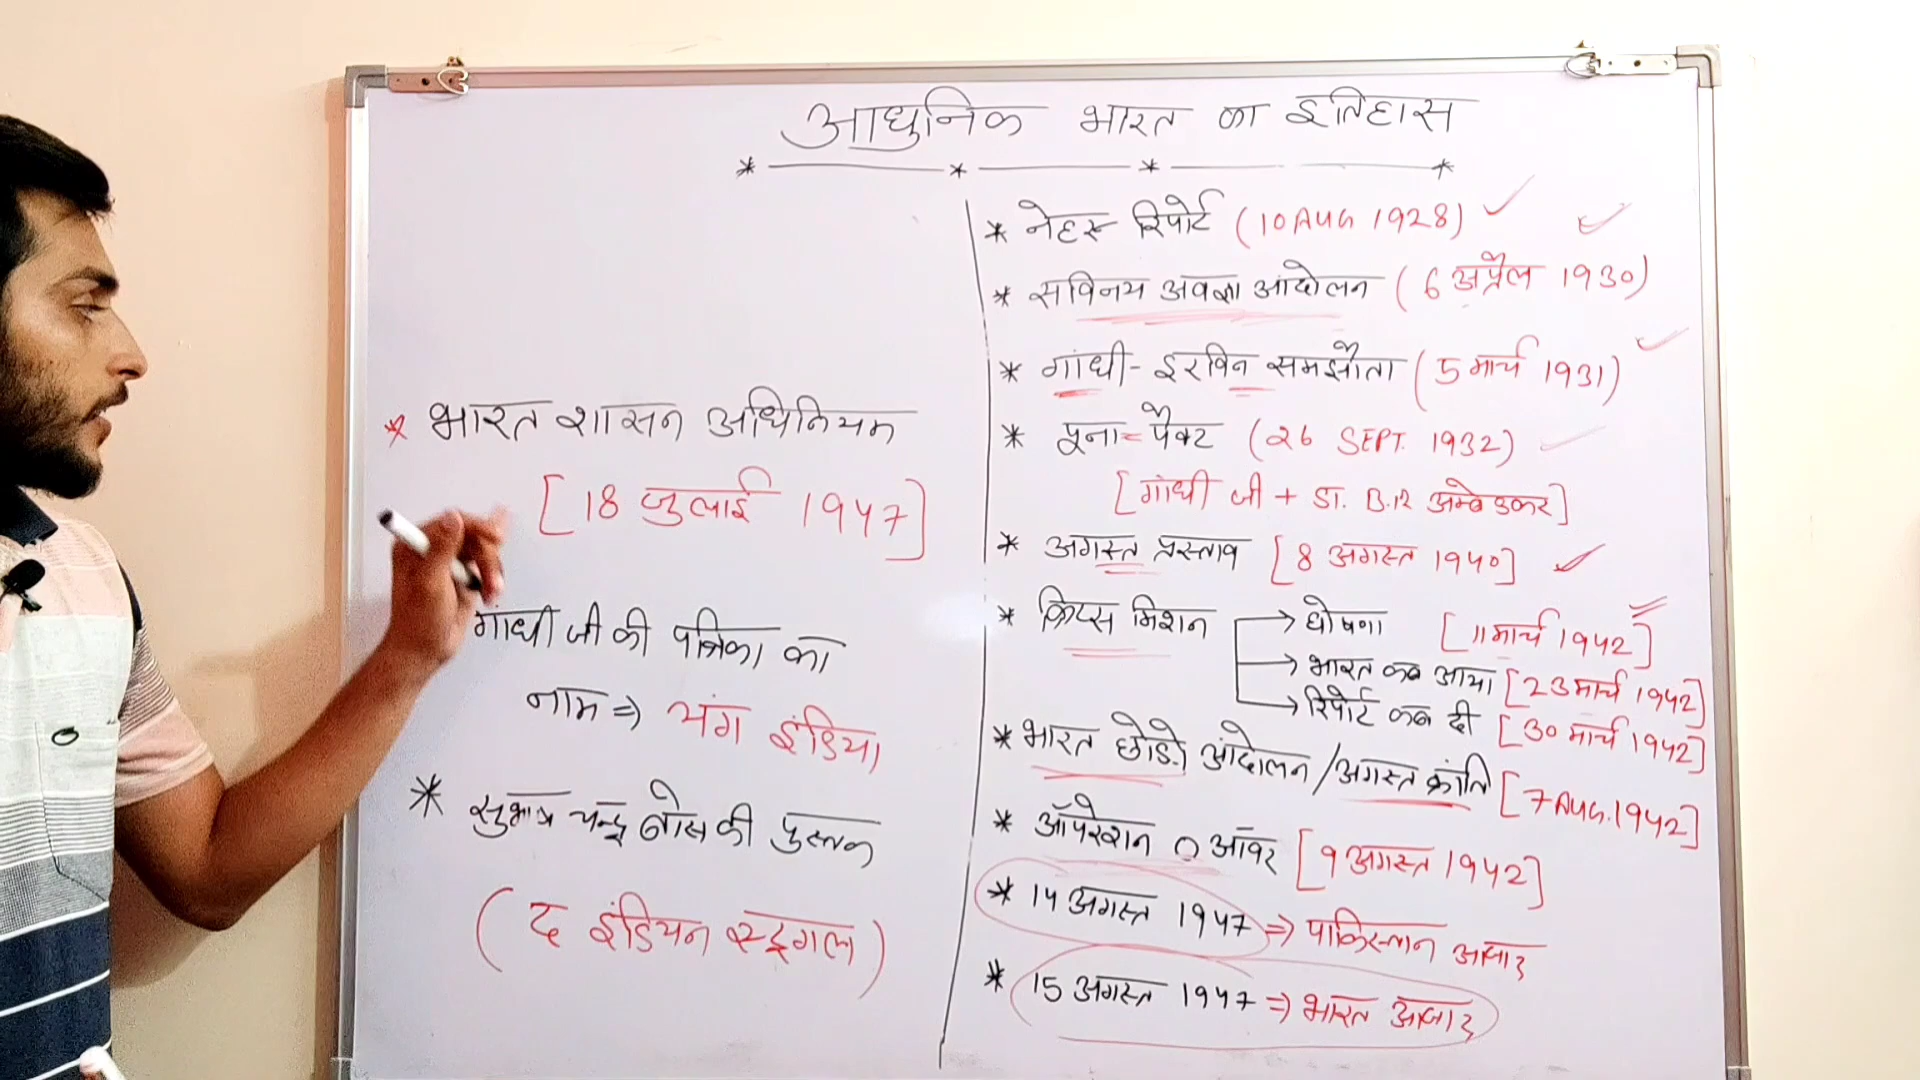 आधुनिक भारत का इतिहास
* भारत शासन अधिनियम
[18 जुलाई 1947]
गांधी जी की पत्रिका का
नाम ⇒ यंग इंडिया
* सुभाष चन्द्र बोस की पुस्तक
(द इंडियन स्ट्रगल)
* नेहरू रिपोर्ट (10 AUG 1928)
* सविनय अवज्ञा आंदोलन (6 अप्रैल 1930)
* गांधी-इरविन समझौता (5 मार्च 1931)
* पूना = पैक्ट (26 SEPT. 1932)
[गांधी जी + डा. B.R अम्बेडकर]
* अगस्त प्रस्ताव [8 अगस्त 1940]
* क्रिप्स मिशन → घोषणा [11 मार्च 1942]
→ भारत कब आया [23 मार्च 1942]
→ रिपोर्ट कब दी [30 मार्च 1942]
* भारत छोडो आंदोलन / अगस्त क्रांति [7 AUG. 1942]
* ऑपरेशन 0 ऑवर [9 अगस्त 1942]
* 14 अगस्त 1947 ⇒ पाकिस्तान आजाद
* 15 अगस्त 1947 ⇒ भारत आजाद